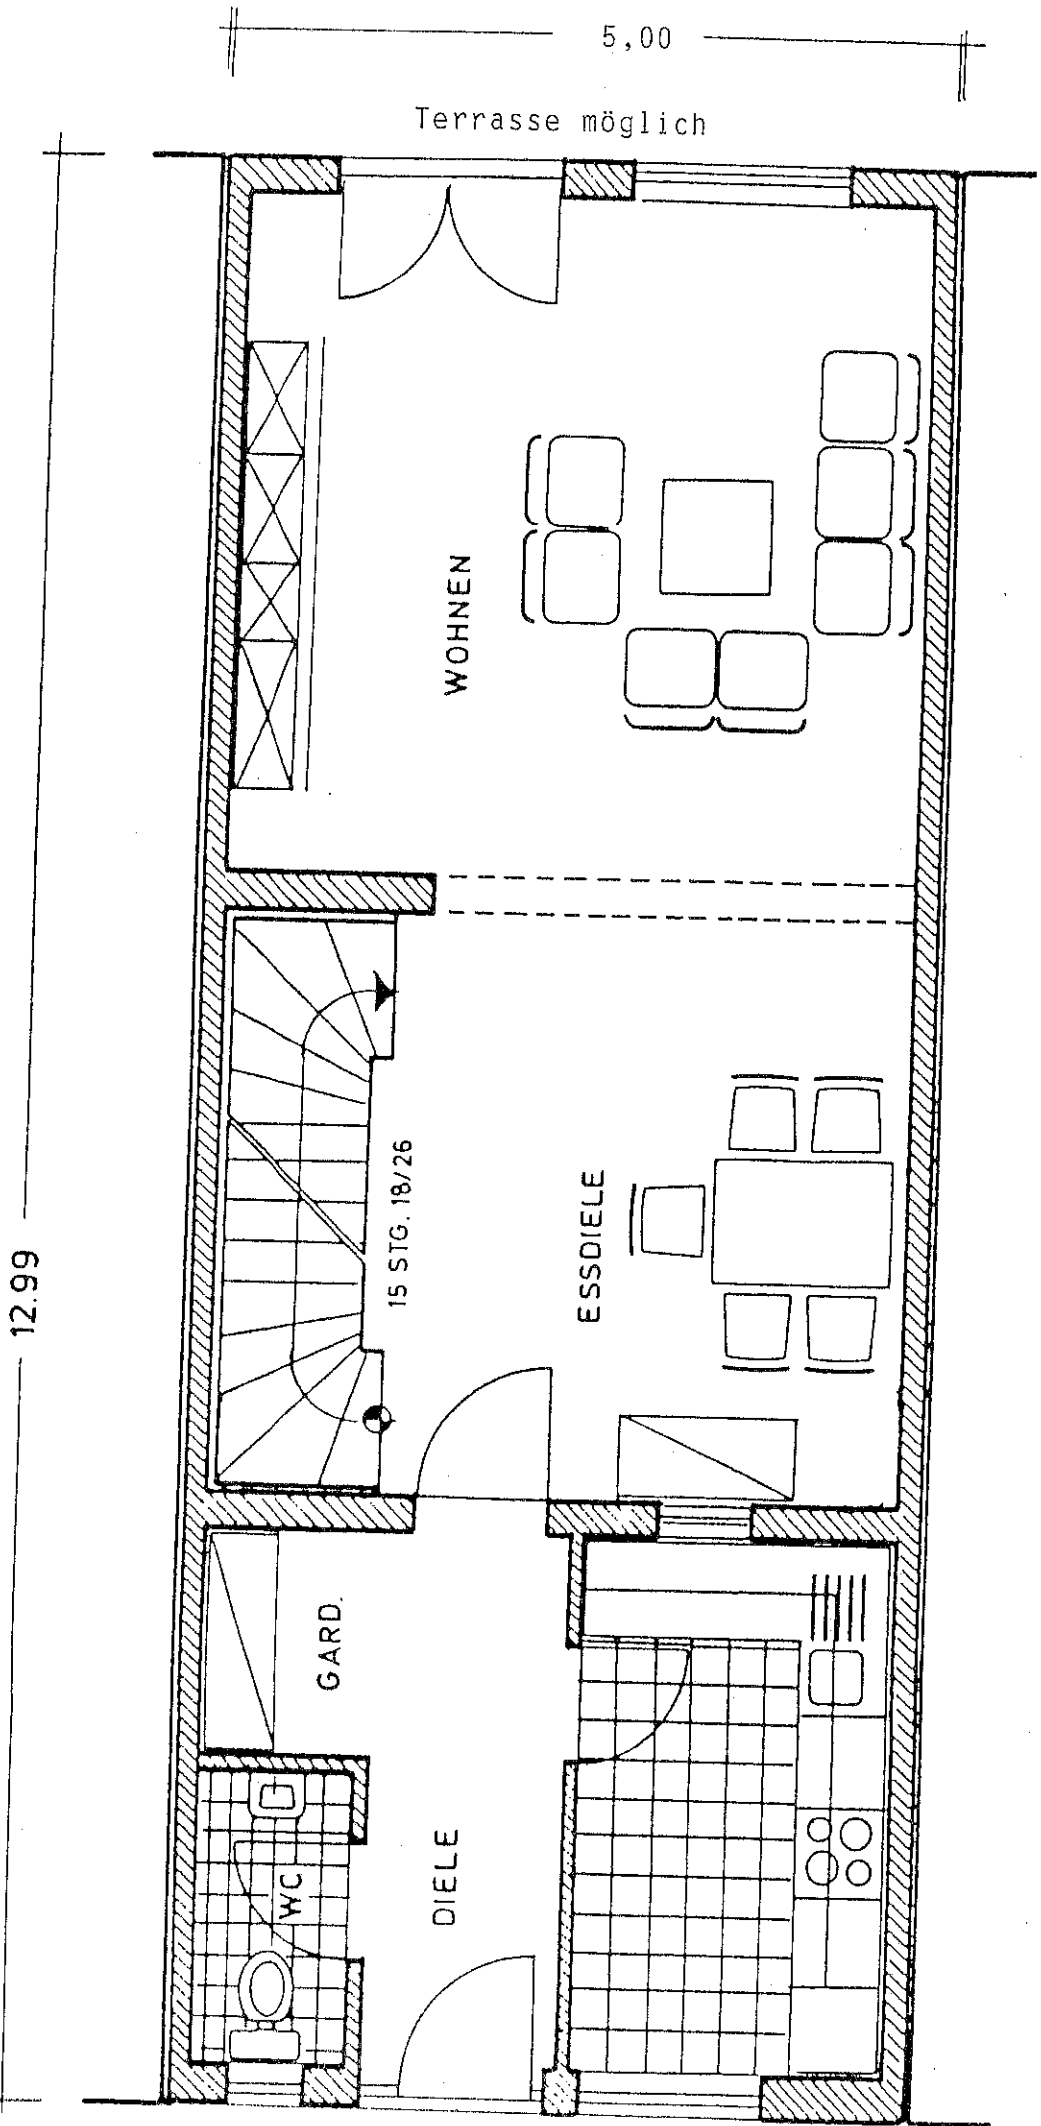 5,00
Terrasse möglich
12.99
WOHNEN
15 STG. 18/26
ESSDIELE
GARD.
DIELE
WC